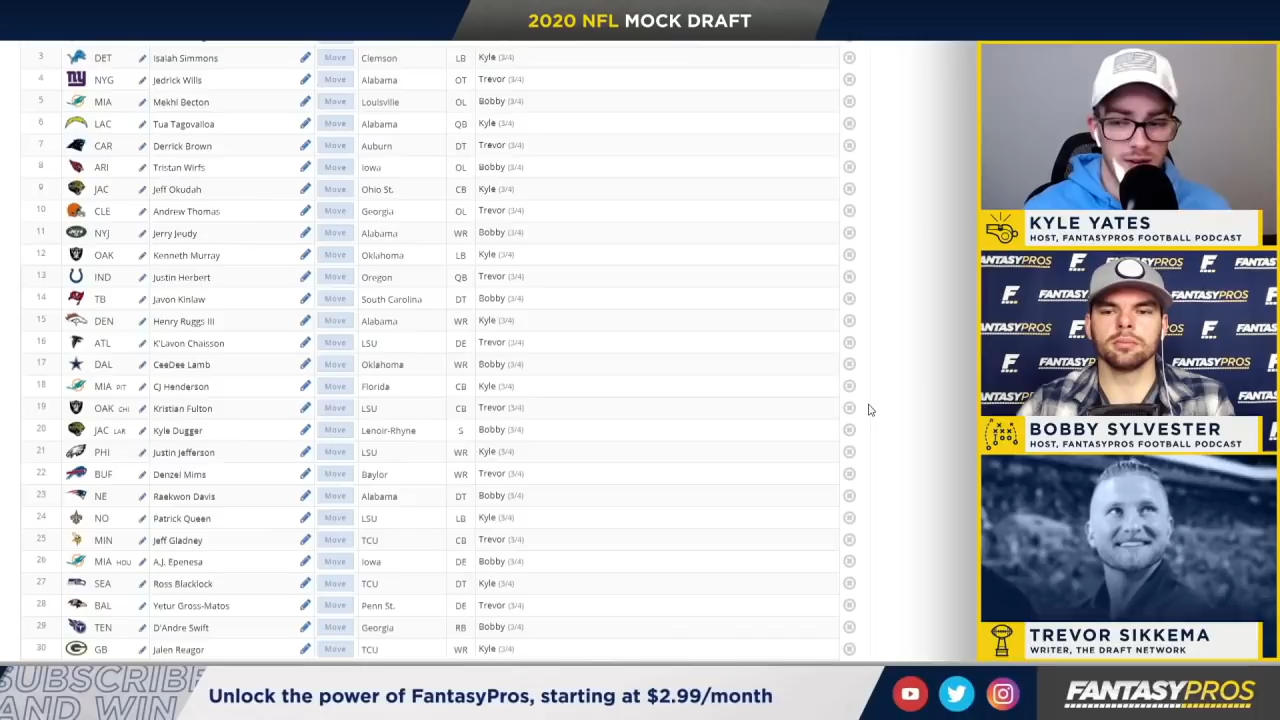 2020 NFL MOCK DRAFT
3 DET Isaiah Simmons Move Clemson LB Kyle (3/4)
4 NYG Jedrick Wills Move Alabama OT Trevor (3/4)
5 MIA Mekhi Becton Move Louisville OL Bobby (3/4)
6 LAC Tua Tagovailoa Move Alabama QB Kyle (3/4)
7 CAR Derrick Brown Move Auburn DT Trevor (3/4)
8 ARI Tristan Wirfs Move Iowa OL Bobby (3/4)
9 JAC Jeff Okudah Move Ohio St. CB Kyle (3/4)
10 CLE Andrew Thomas Move Georgia OL Trevor (3/4)
11 NYJ Jerry Jeudy Move Alabama WR Bobby (3/4)
12 OAK Kenneth Murray Move Oklahoma LB Kyle (3/4)
13 IND Justin Herbert Move Oregon QB Trevor (3/4)
14 TB Javon Kinlaw Move South Carolina DT Bobby (3/4)
15 DEN Henry Ruggs III Move Alabama WR Kyle (3/4)
16 ATL K'Lavon Chaisson Move LSU DE Trevor (3/4)
17 DAL CeeDee Lamb Move Oklahoma WR Bobby (3/4)
18 MIA PIT CJ Henderson Move Florida CB Kyle (3/4)
19 OAK CHI Kristian Fulton Move LSU CB Trevor (3/4)
20 JAC LAR Kyle Dugger Move Lenoir-Rhyne S Bobby (3/4)
21 PHI Justin Jefferson Move LSU WR Kyle (3/4)
22 BUF Denzel Mims Move Baylor WR Trevor (3/4)
23 NE Raekwon Davis Move Alabama DT Bobby (3/4)
24 NO Patrick Queen Move LSU LB Kyle (3/4)
25 MIN Jeff Gladney Move TCU CB Trevor (3/4)
26 MIA HOU A.J. Epenesa Move Iowa DE Bobby (3/4)
27 SEA Ross Blacklock Move TCU DT Kyle (3/4)
28 BAL Yetur Gross-Matos Move Penn St. DE Trevor (3/4)
29 TEN D'Andre Swift Move Georgia RB Bobby (3/4)
30 GB Jalen Reagor Move TCU WR Kyle (3/4)
KYLE YATES
HOST, FANTASYPROS FOOTBALL PODCAST
FANTASYPROS
BOBBY SYLVESTER
HOST, FANTASYPROS FOOTBALL PODCAST
TREVOR SIKKEMA
WRITER, THE DRAFT NETWORK
SUBSCRIBE
AND WIN
Unlock the power of FantasyPros, starting at $2.99/month
FANTASYPROS